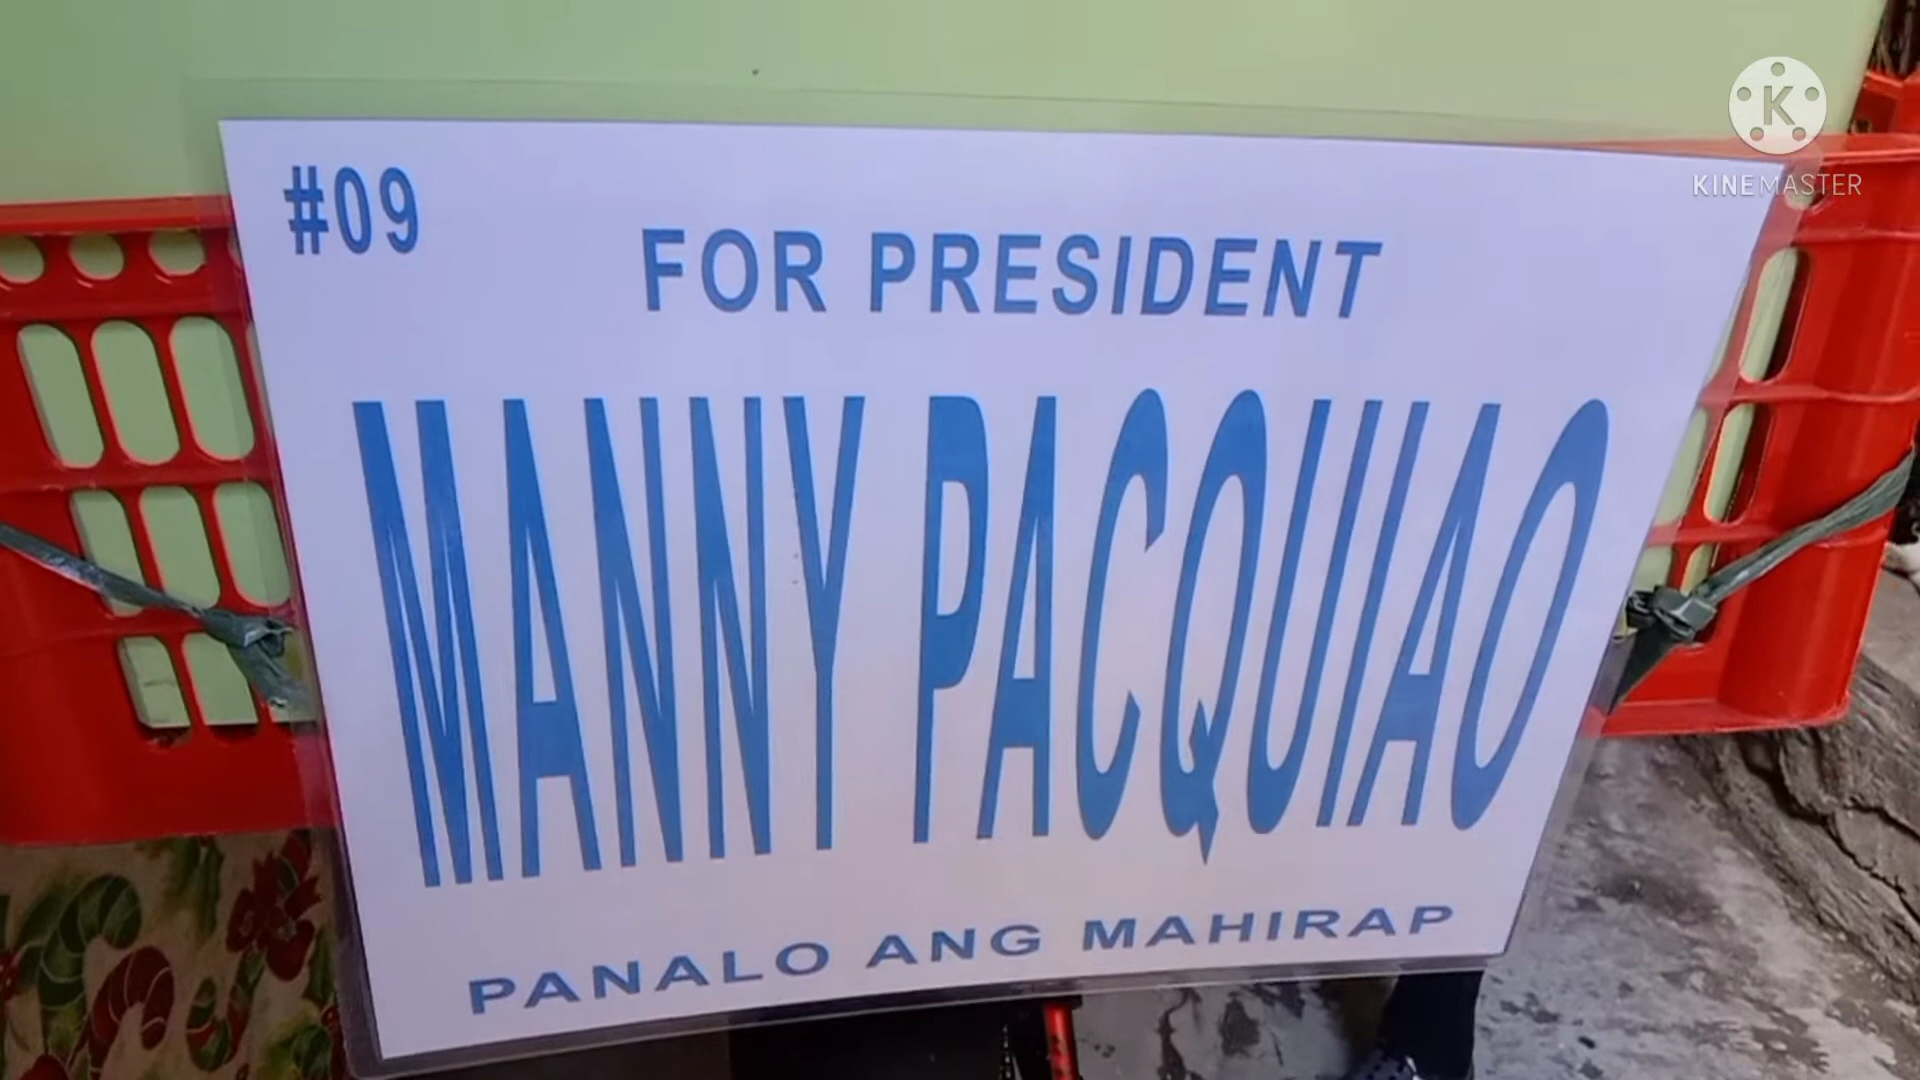 #09
FOR PRESIDENT
MANNY PACQUIAO
PANALO ANG MAHIRAP
K
KINEMASTER